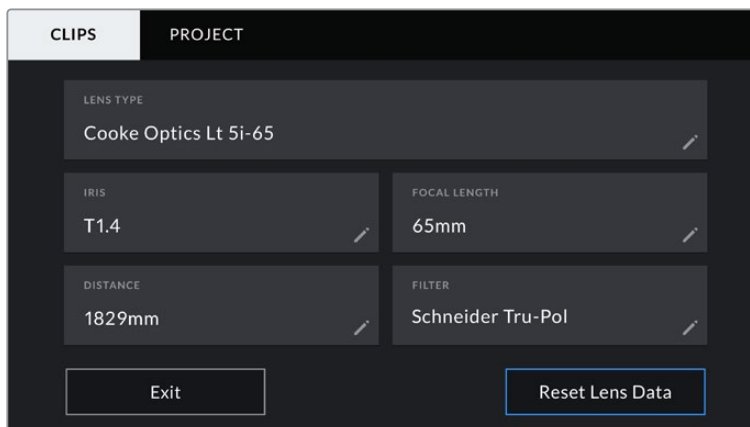 CLIPS PROJECT
LENS TYPE
Cooke Optics Lt 5i-65
IRIS
T1.4
FOCAL LENGTH
65mm
DISTANCE
1829mm
FILTER
Schneider Tru-Pol
Exit
Reset Lens Data